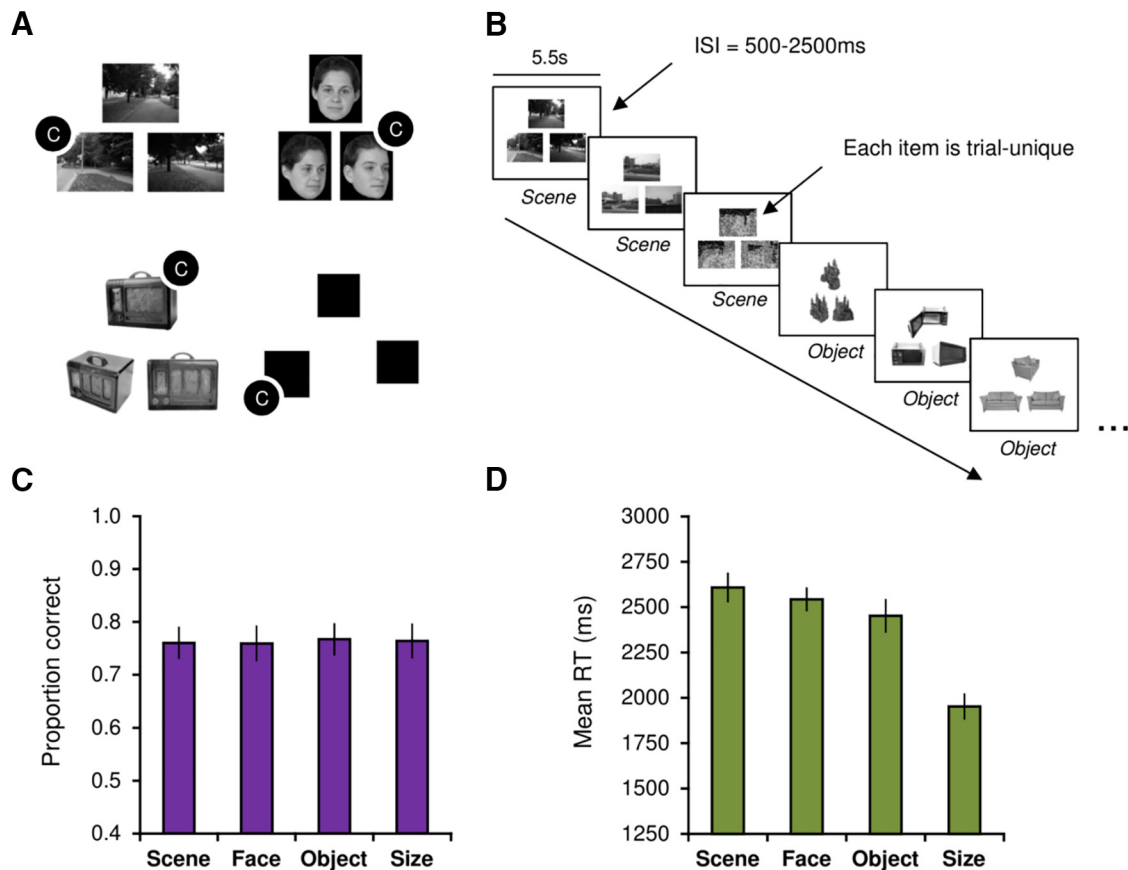 A
C
C
C
C
B
5.5s
ISI = 500-2500ms
Each item is trial-unique
Scene
Scene
Scene
Object
Object
Object
...
C
Proportion correct
1.0
0.9
0.8
0.7
0.6
0.5
0.4
Scene Face Object Size
D
Mean RT (ms)
3000
2750
2500
2250
2000
1750
1500
1250
Scene Face Object Size